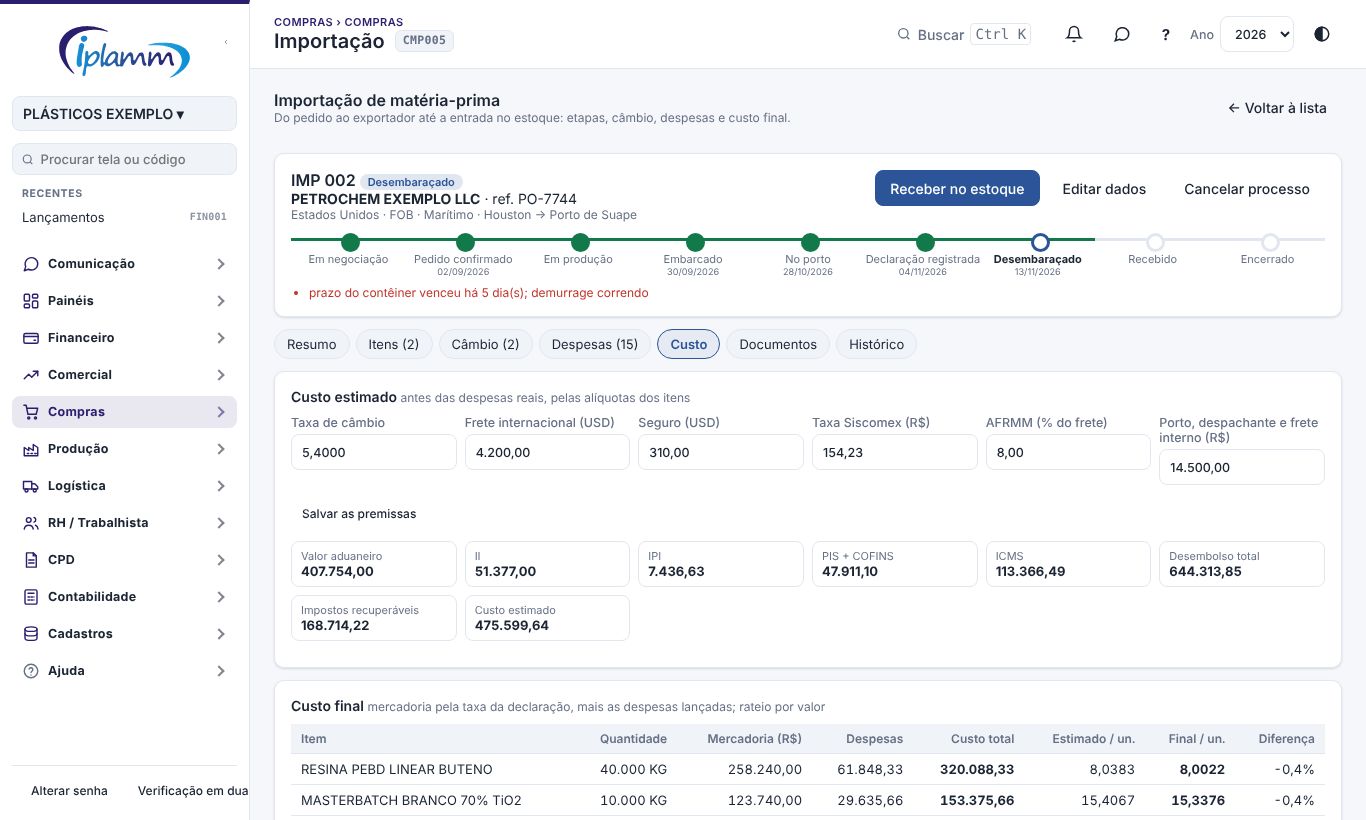 iplamm
‹
PLÁSTICOS EXEMPLO ▾
Procurar tela ou código
RECENTES
Lançamentos FIN001
Comunicação
Painéis
Financeiro
Comercial
Compras
Produção
Logística
RH / Trabalhista
CPD
Contabilidade
Cadastros
Ajuda
Alterar senha Verificação em dua
COMPRAS › COMPRAS
Importação CMP005
Buscar Ctrl K ? Ano 2026
Importação de matéria-prima
Do pedido ao exportador até a entrada no estoque: etapas, câmbio, despesas e custo final.
← Voltar à lista
IMP 002 Desembaraçado
PETROCHEM EXEMPLO LLC · ref. PO-7744
Estados Unidos · FOB · Marítimo · Houston → Porto de Suape
Receber no estoque Editar dados Cancelar processo
Em negociação Pedido confirmado Em produção Embarcado No porto Declaração registrada Desembaraçado Recebido Encerrado
02/09/2026 30/09/2026 28/10/2026 04/11/2026 13/11/2026
• prazo do contêiner venceu há 5 dia(s); demurrage correndo
Resumo Itens (2) Câmbio (2) Despesas (15) Custo Documentos Histórico
Custo estimado antes das despesas reais, pelas alíquotas dos itens
Taxa de câmbio Frete internacional (USD) Seguro (USD) Taxa Siscomex (R$) AFRMM (% do frete) Porto, despachante e frete
interno (R$)
5,4000 4.200,00 310,00 154,23 8,00 14.500,00
Salvar as premissas
Valor aduaneiro II IPI PIS + COFINS ICMS Desembolso total
407.754,00 51.377,00 7.436,63 47.911,10 113.366,49 644.313,85
Impostos recuperáveis Custo estimado
168.714,22 475.599,64
Custo final mercadoria pela taxa da declaração, mais as despesas lançadas; rateio por valor
Item Quantidade Mercadoria (R$) Despesas Custo total Estimado / un. Final / un. Diferença
RESINA PEBD LINEAR BUTENO 40.000 KG 258.240,00 61.848,33 320.088,33 8,0383 8,0022 -0,4%
MASTERBATCH BRANCO 70% TiO2 10.000 KG 123.740,00 29.635,66 153.375,66 15,4067 15,3376 -0,4%